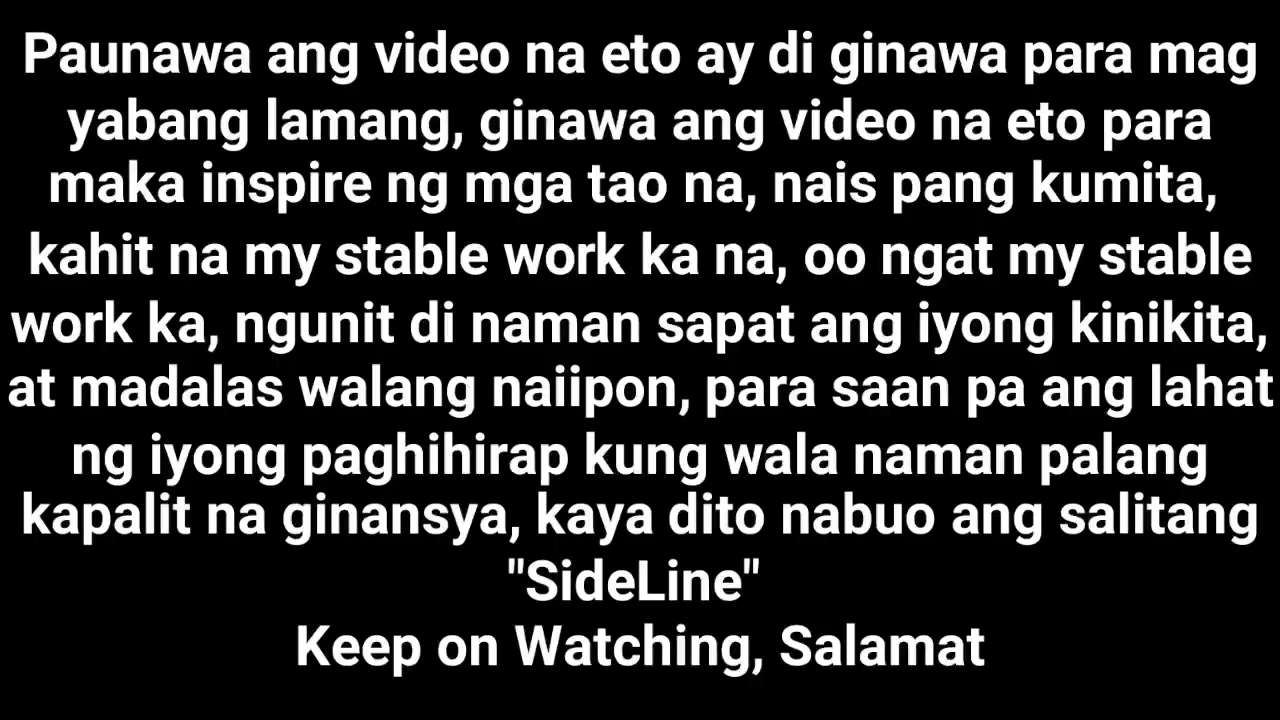 Paunawa ang video na eto ay di ginawa para mag
yabang lamang, ginawa ang video na eto para
maka inspire ng mga tao na, nais pang kumita,
kahit na my stable work ka na, oo ngat my stable
work ka, ngunit di naman sapat ang iyong kinikita,
at madalas walang naiipon, para saan pa ang lahat
ng iyong paghihirap kung wala naman palang
kapalit na ginansya, kaya dito nabuo ang salitang
"SideLine"
Keep on Watching, Salamat